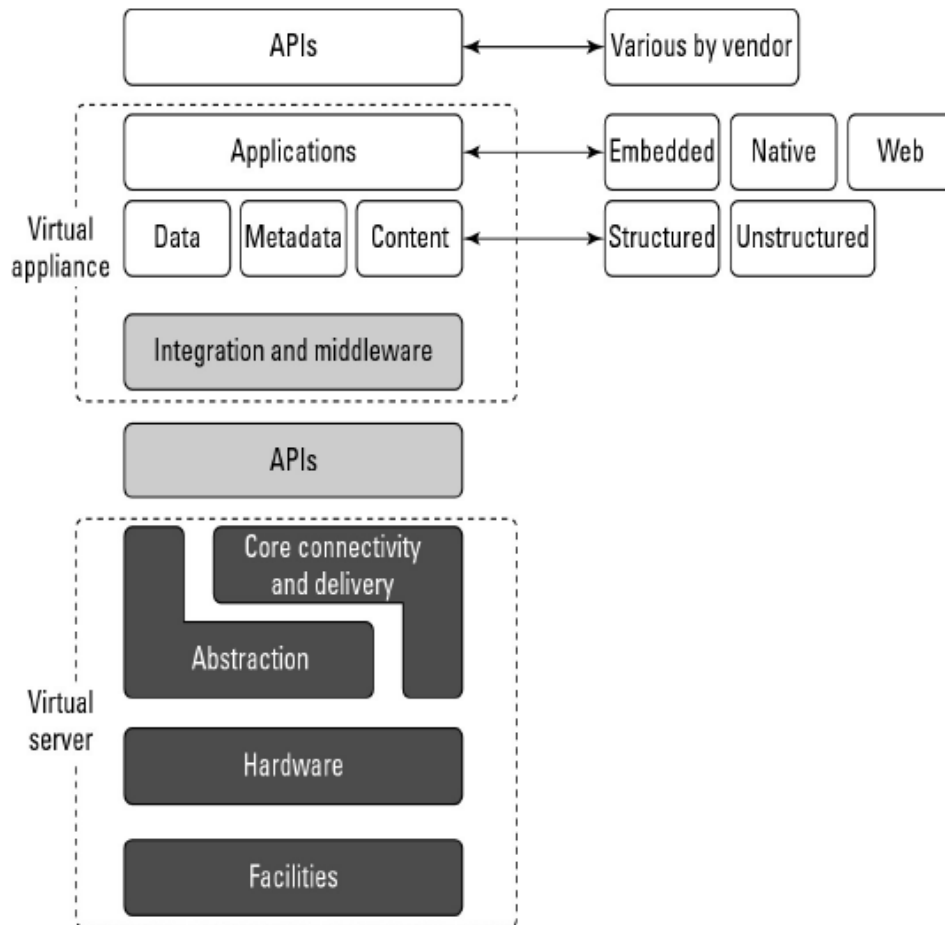 APIs
Various by vendor
Applications
Embedded
Native
Web
Virtual
appliance
Data
Metadata
Content
Structured
Unstructured
Integration and middleware
APIs
Core connectivity
and delivery
Abstraction
Virtual
server
Hardware
Facilities